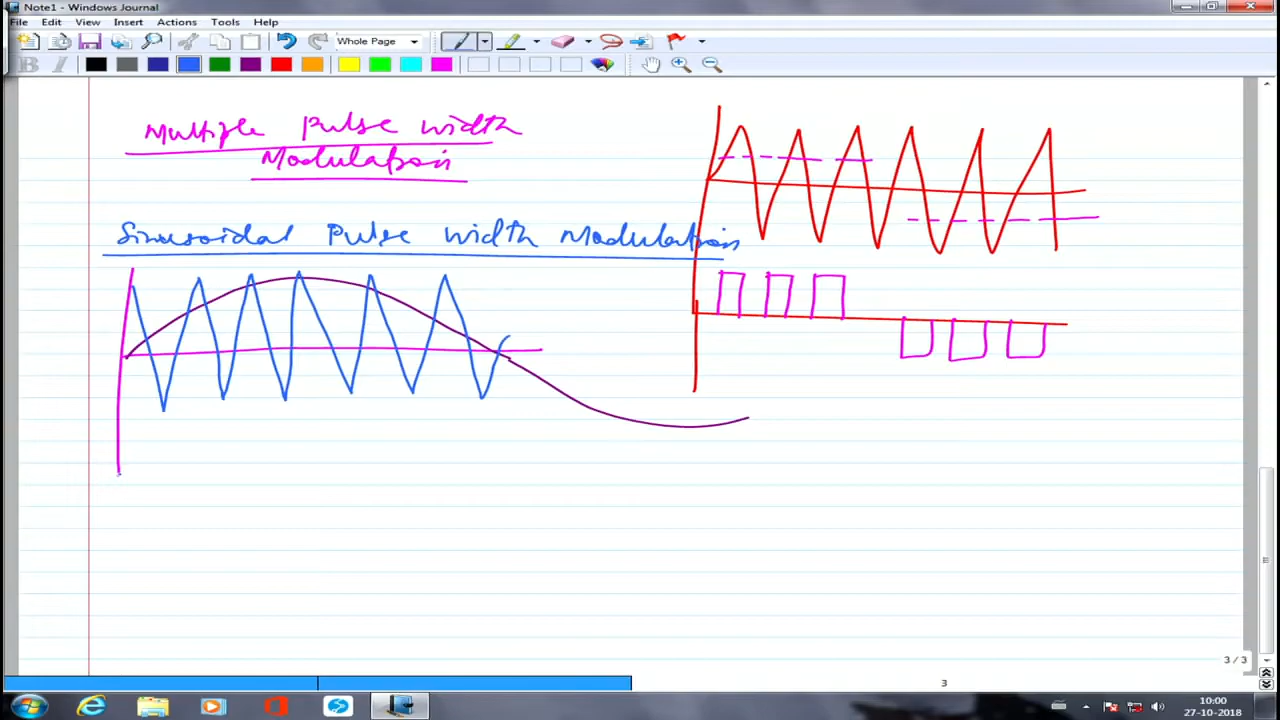 Note1 - Windows Journal
File Edit View Insert Actions Tools Help
Whole Page
B I
Multiple Pulse width
Modulation
Sinusoidal Pulse width Modulation
3 / 3
3
10:00
27-10-2018